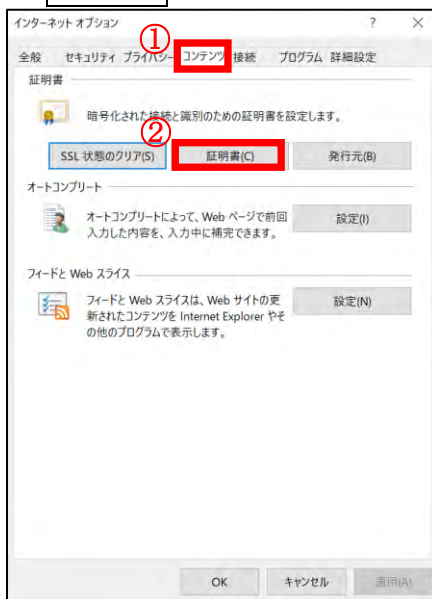 インターネット オプション ? ×
①
全般 セキュリティ プライバシー コンテンツ 接続 プログラム 詳細設定
証明書
暗号化された接続と識別のための証明書を設定します。
②
SSL 状態のクリア(S) 証明書(C) 発行元(B)
オートコンプリート
オートコンプリートによって、Web ページで前回
入力した内容を、入力中に補完できます。
設定(I)
フィードと Web スライス
フィードと Web スライスは、Web サイトの更
新されたコンテンツを Internet Explorer やそ
の他のプログラムで表示します。
設定(N)
OK キャンセル 適用(A)